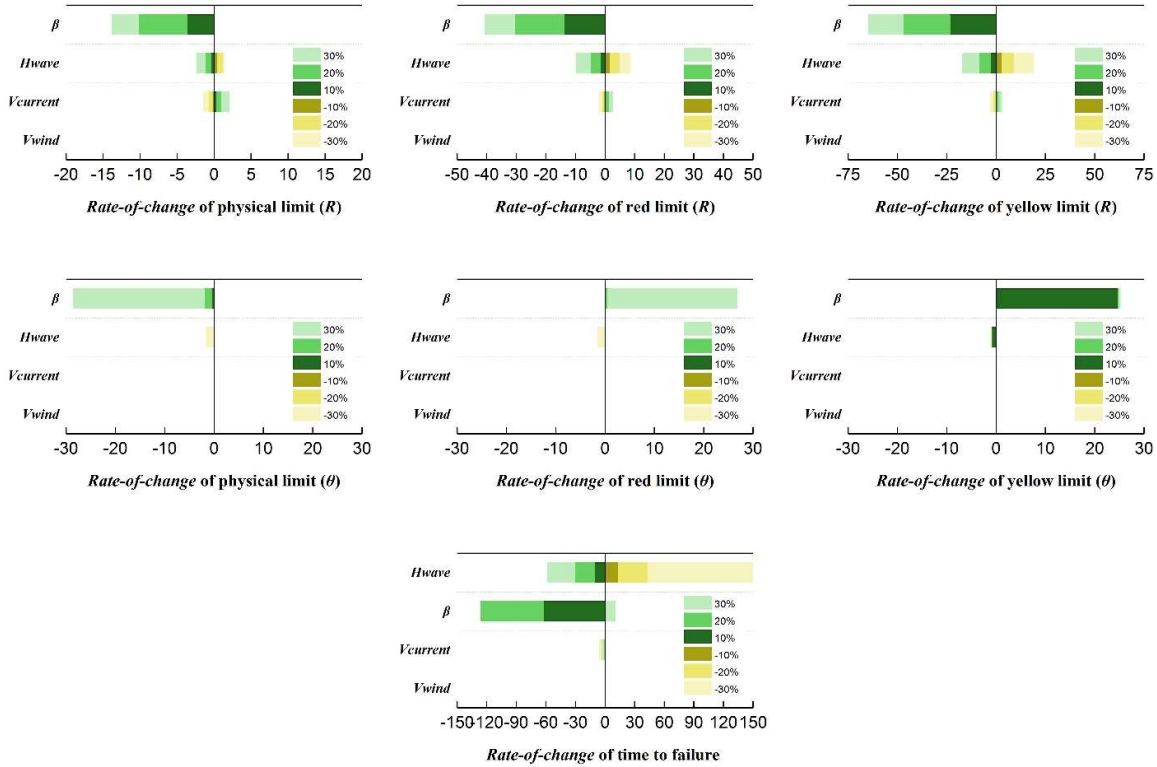 β
Hwave
Vcurrent
Vwind
30%
20%
10%
-10%
-20%
-30%
-20 -15 -10 -5 0 5 10 15 20
Rate-of-change of physical limit (R)
β
Hwave
Vcurrent
Vwind
30%
20%
10%
-10%
-20%
-30%
-50 -40 -30 -20 -10 0 10 20 30 40 50
Rate-of-change of red limit (R)
β
Hwave
Vcurrent
Vwind
30%
20%
10%
-10%
-20%
-30%
-75 -50 -25 0 25 50 75
Rate-of-change of yellow limit (R)
β
Hwave
Vcurrent
Vwind
30%
20%
10%
-10%
-20%
-30%
-30 -20 -10 0 10 20 30
Rate-of-change of physical limit (θ)
β
Hwave
Vcurrent
Vwind
30%
20%
10%
-10%
-20%
-30%
-30 -20 -10 0 10 20 30
Rate-of-change of red limit (θ)
β
Hwave
Vcurrent
Vwind
30%
20%
10%
-10%
-20%
-30%
-30 -20 -10 0 10 20 30
Rate-of-change of yellow limit (θ)
Hwave
β
Vcurrent
Vwind
30%
20%
10%
-10%
-20%
-30%
-150 -120 -90 -60 -30 0 30 60 90 120 150
Rate-of-change of time to failure